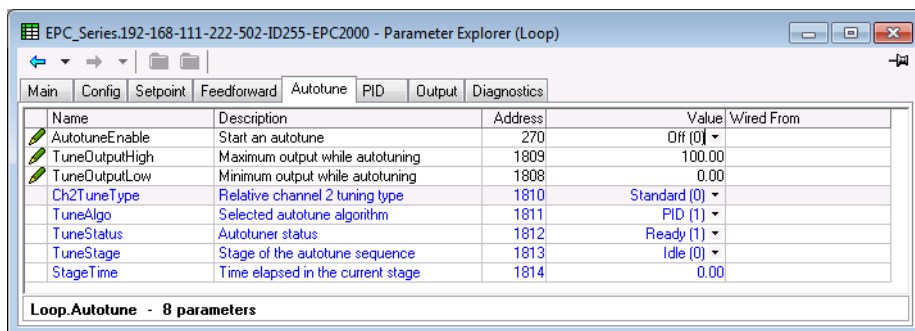 EPC_Series.192-168-111-222-502-ID255-EPC2000 - Parameter Explorer (Loop)
Main Config Setpoint Feedforward Autotune PID Output Diagnostics
Name Description Address Value Wired From
AutotuneEnable Start an autotune 270 Off (0)
TuneOutputHigh Maximum output while autotuning 1809 100.00
TuneOutputLow Minimum output while autotuning 1808 0.00
Ch2TuneType Relative channel 2 tuning type 1810 Standard (0)
TuneAlgo Selected autotune algorithm 1811 PID (1)
TuneStatus Autotuner status 1812 Ready (1)
TuneStage Stage of the autotune sequence 1813 Idle (0)
StageTime Time elapsed in the current stage 1814 0.00
Loop.Autotune - 8 parameters